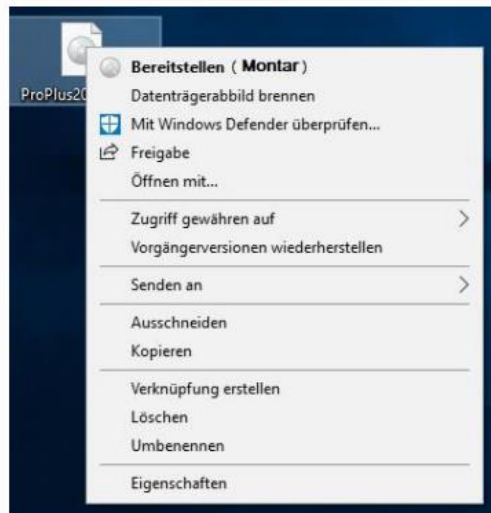 Bereitstellen ( Montar )
ProPlus20
Datenträgerabbild brennen
Mit Windows Defender überprüfen...
Freigabe
Öffnen mit...
Zugriff gewähren auf
Vorgängerversionen wiederherstellen
Senden an
Ausschneiden
Kopieren
Verknüpfung erstellen
Löschen
Umbenennen
Eigenschaften